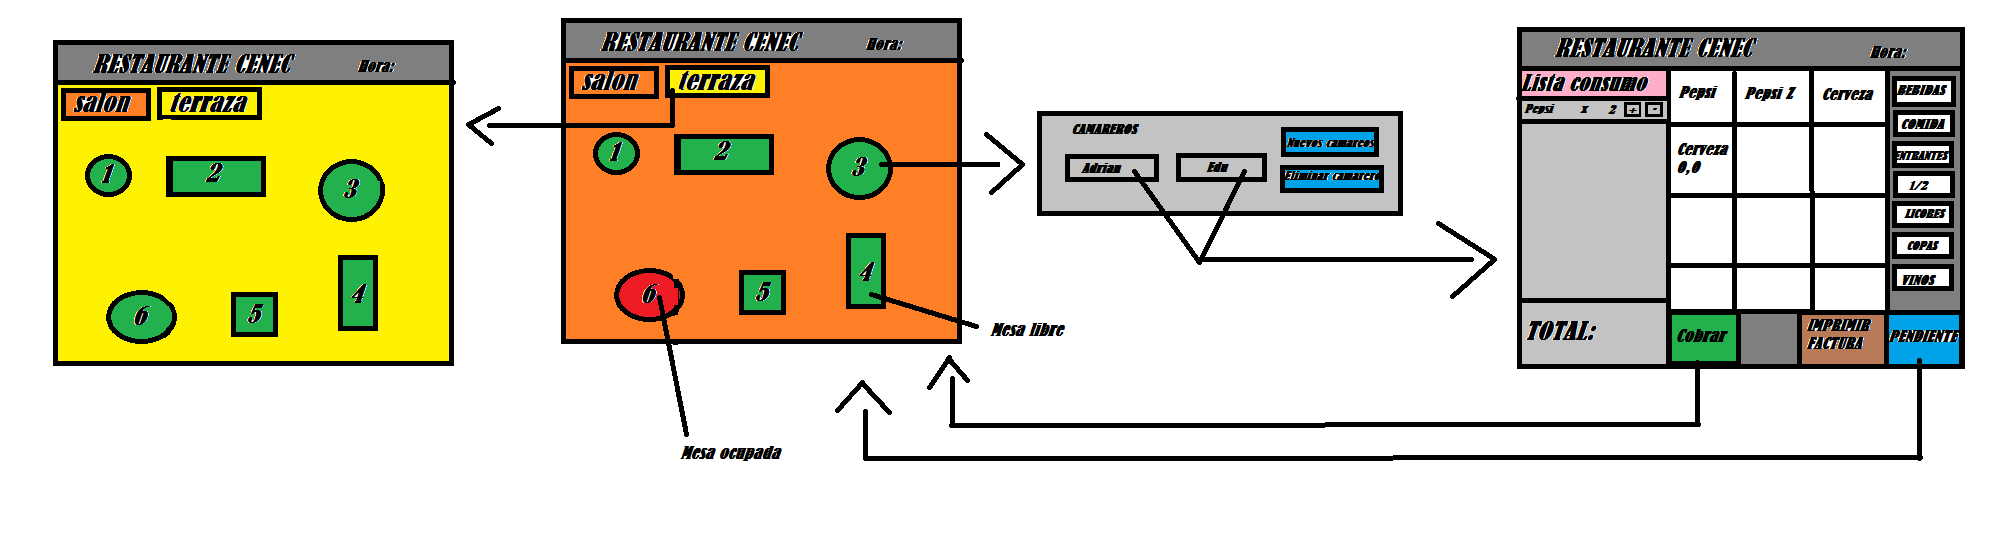 RESTAURANTE CENEC
Hora:
salon
terraza
1
2
3
4
5
6
RESTAURANTE CENEC
Hora:
salon
terraza
1
2
3
4
5
6
Mesa libre
Mesa ocupada
CAMAREROS
Adrian
Edu
Nuevos camareos
Eliminar camarero
RESTAURANTE CENEC
Hora:
Lista consumo
Pepsi x 2 + -
TOTAL:
Pepsi
Pepsi Z
Cerveza
Cerveza
0,0
BEBIDAS
COMIDA
ENTRANTES
1/2
LICORES
COPAS
VINOS
Cobrar
IMPRIMIR
FACTURA
PENDIENTE